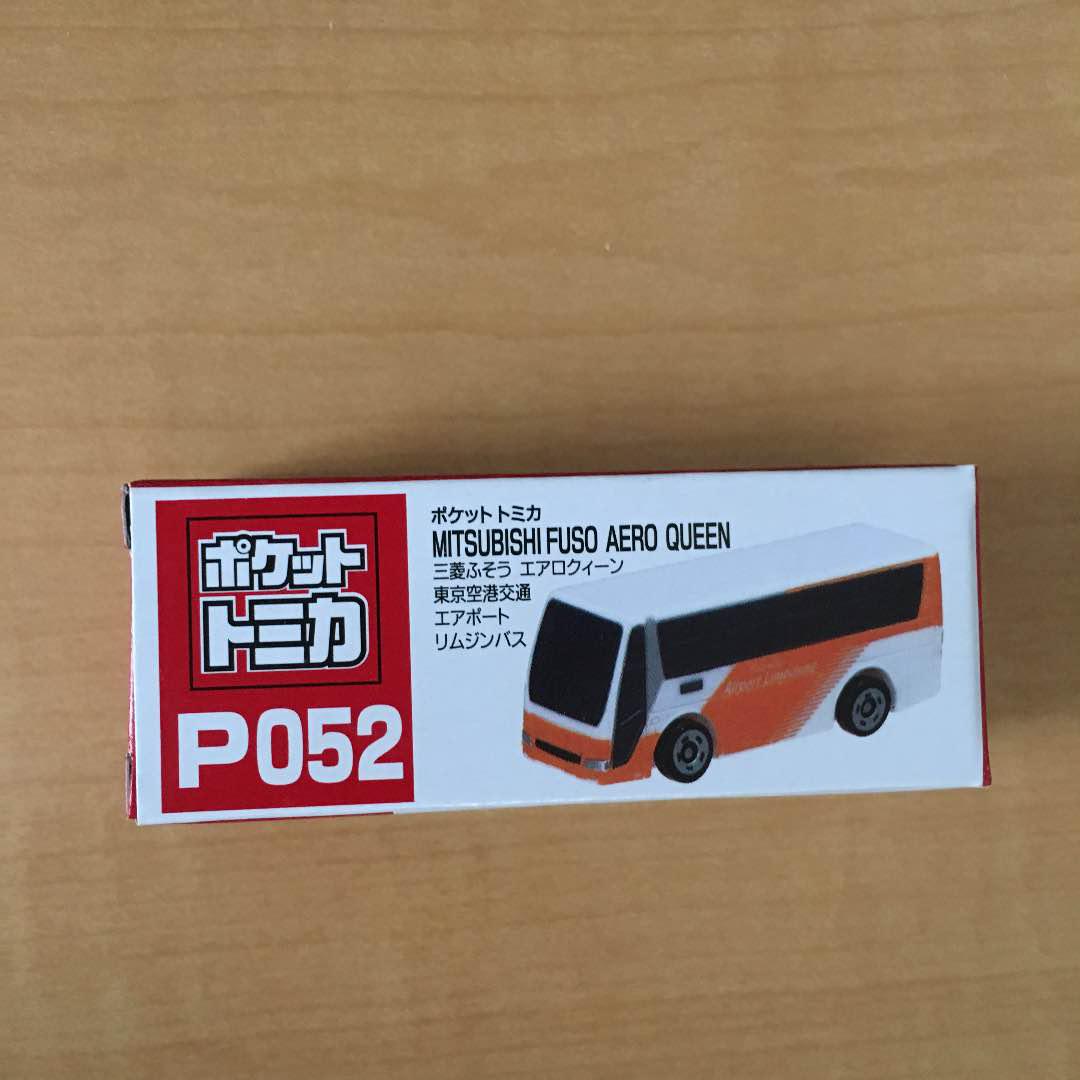 ポケット
トミカ
P052
ポケットトミカ
MITSUBISHI FUSO AERO QUEEN
三菱ふそう エアロクィーン
東京空港交通
エアポート
リムジンバス
Airport Limousine